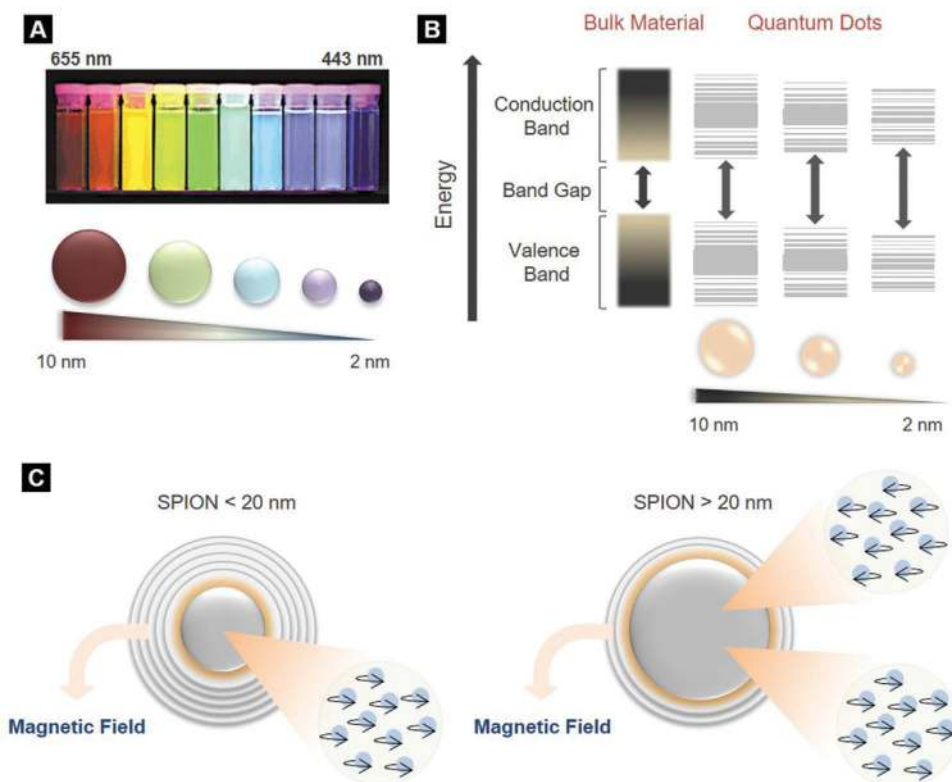 A
655 nm 443 nm
10 nm 2 nm
B
Bulk Material Quantum Dots
Energy
Conduction
Band
Band Gap
Valence
Band
10 nm 2 nm
C
SPION < 20 nm
Magnetic Field
SPION > 20 nm
Magnetic Field